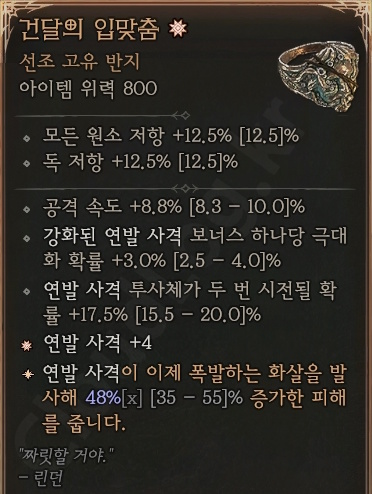 건달의 입맞춤
선조 고유 반지
아이템 위력 800
모든 원소 저항 +12.5% [12.5]%
독 저항 +12.5% [12.5]%
공격 속도 +8.8% [8.3 - 10.0]%
강화된 연발 사격 보너스 하나당 극대
화 확률 +3.0% [2.5 - 4.0]%
연발 사격 투사체가 두 번 시전될 확
률 +17.5% [15.5 - 20.0]%
연발 사격 +4
연발 사격이 이제 폭발하는 화살을 발
사해 48%[x] [35 - 55]% 증가한 피해
를 줍니다.
"짜릿할 거야."
– 린던